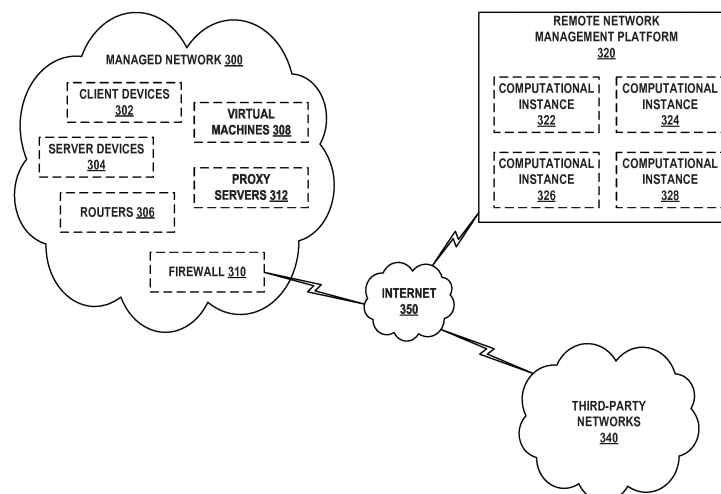 MANAGED NETWORK 300
CLIENT DEVICES
302
VIRTUAL
MACHINES 308
SERVER DEVICES
304
PROXY
SERVERS 312
ROUTERS 306
FIREWALL 310
REMOTE NETWORK
MANAGEMENT PLATFORM
320
COMPUTATIONAL
INSTANCE
322
COMPUTATIONAL
INSTANCE
324
COMPUTATIONAL
INSTANCE
326
COMPUTATIONAL
INSTANCE
328
INTERNET
350
THIRD-PARTY
NETWORKS
340